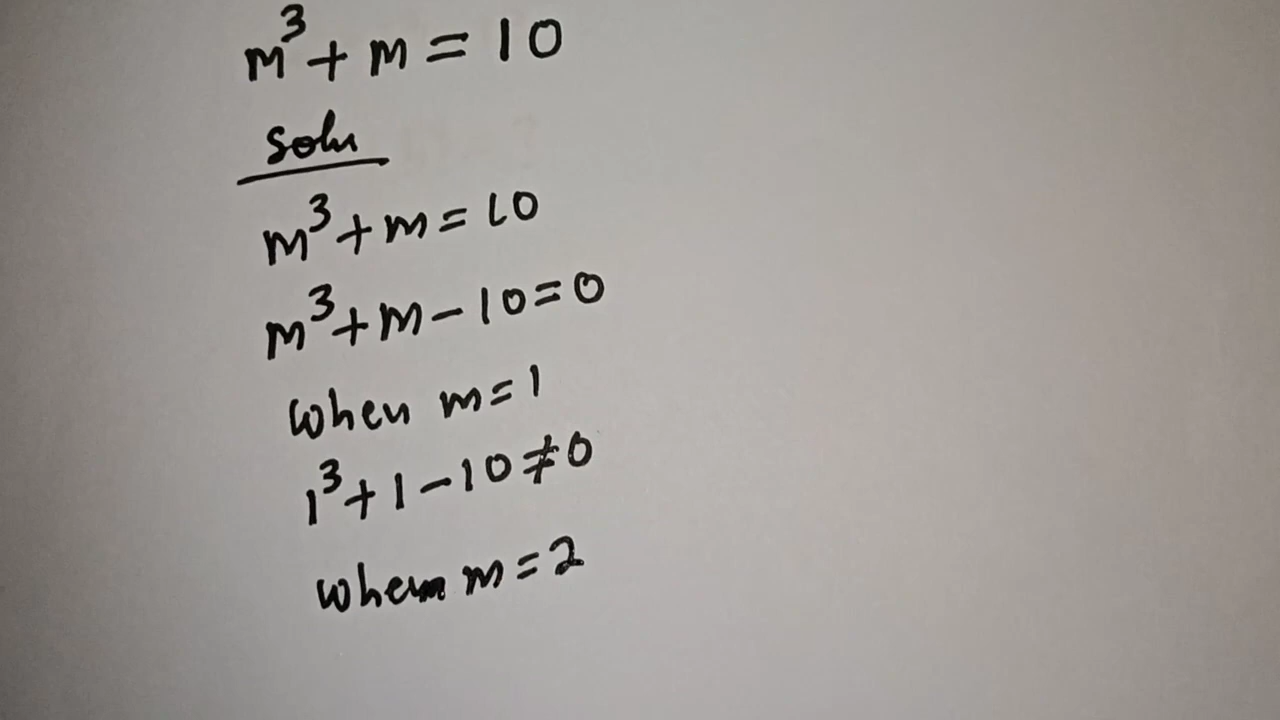 m³+m=10
Soln
m³+m=10
m³+m-10=0
when m=1
1³+1-10≠0
when m=2